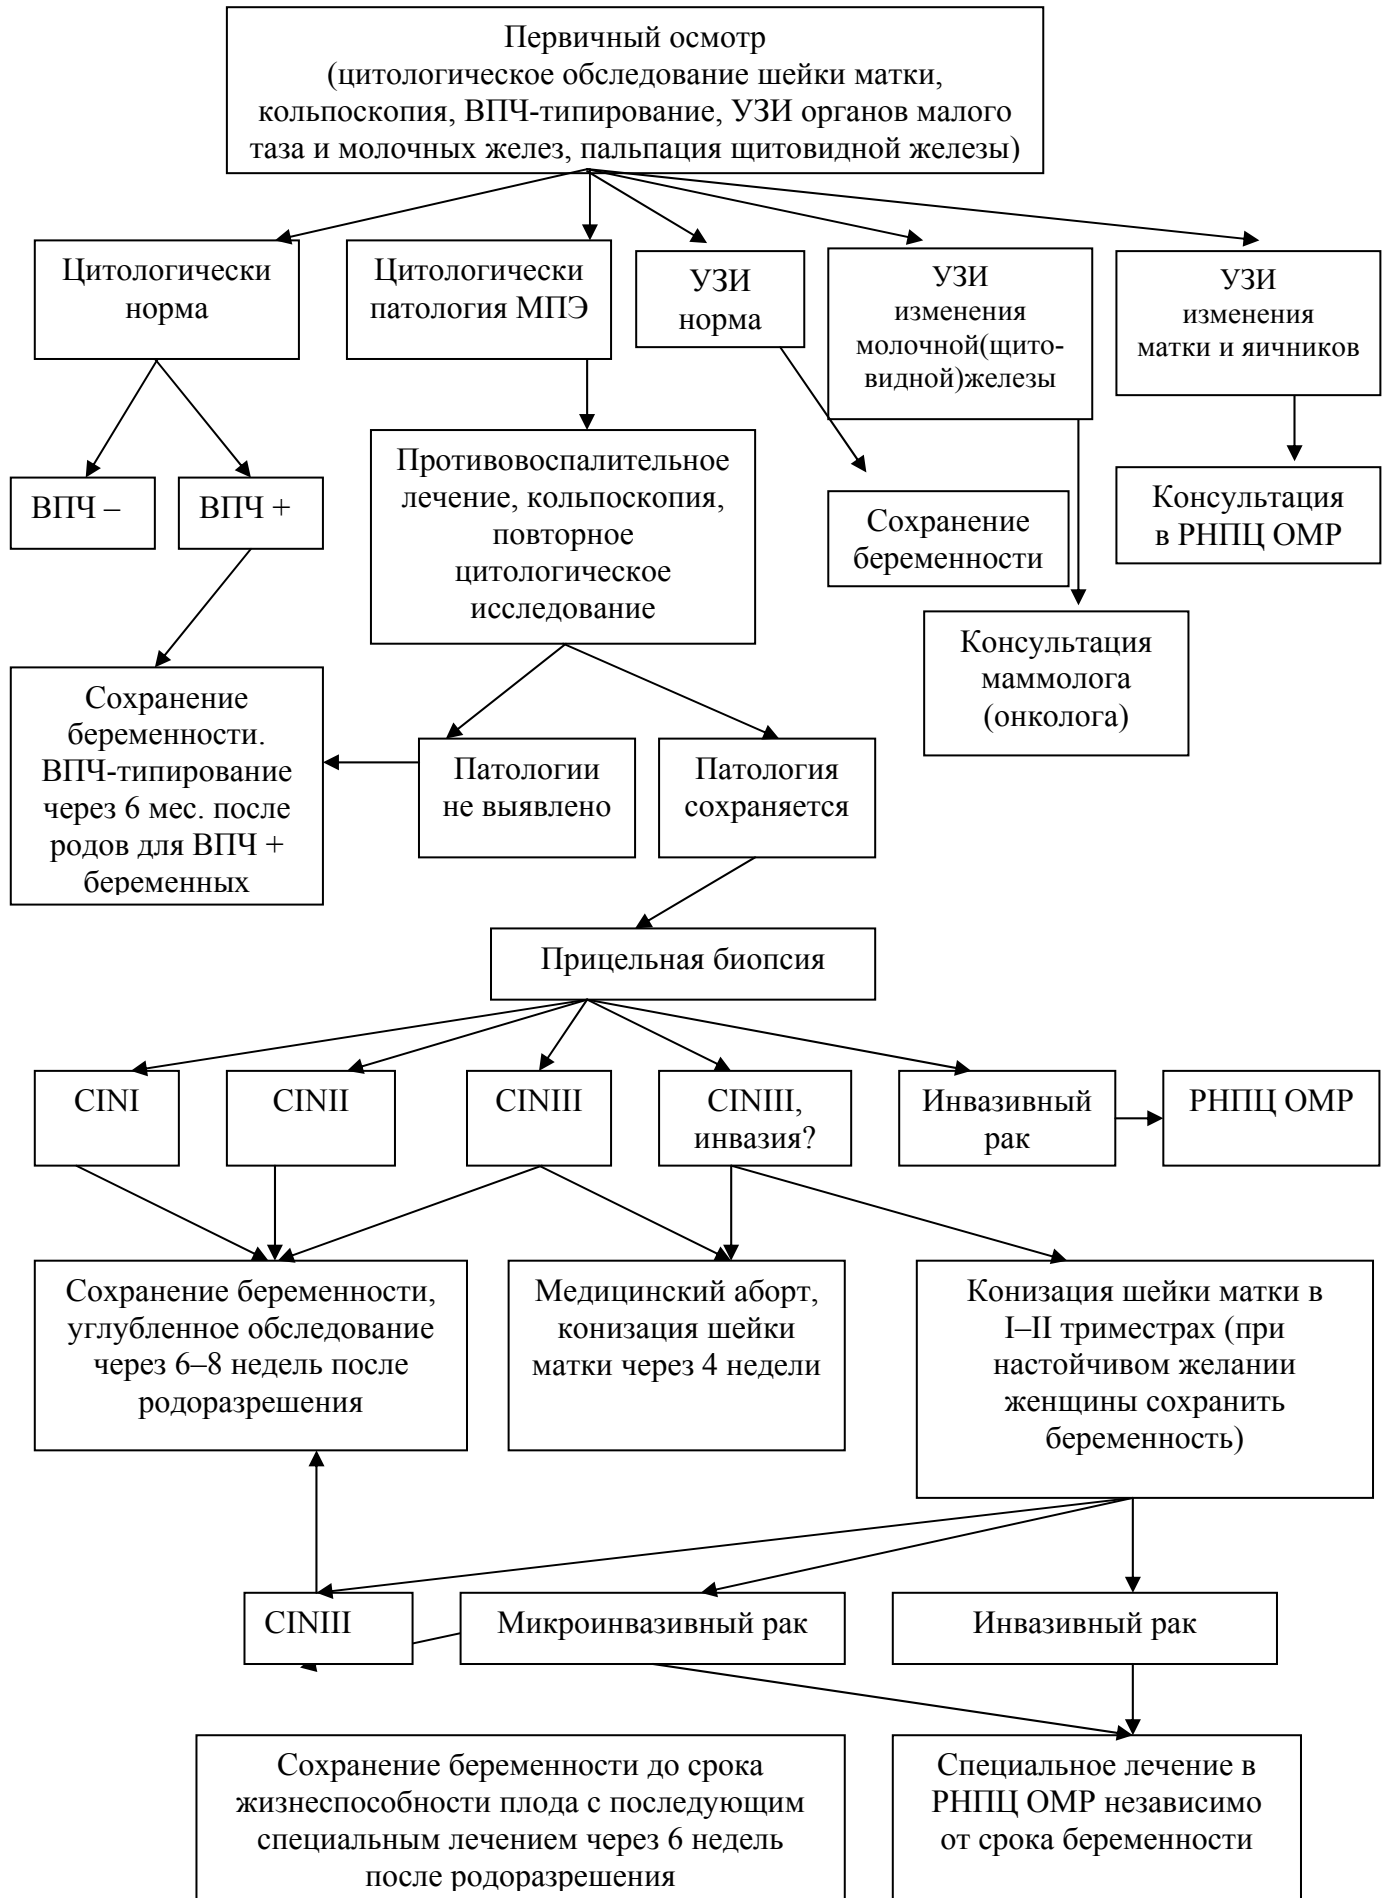 Первичный осмотр
(цитологическое обследование шейки матки,
кольпоскопия, ВПЧ-типирование, УЗИ органов малого
таза и молочных желез, пальпация щитовидной железы)
Цитологически
норма
Цитологически
патология МПЭ
УЗИ
норма
УЗИ
изменения
молочной(щито-
видной)железы
УЗИ
изменения
матки и яичников
ВПЧ –
ВПЧ +
Противовоспалительное
лечение, кольпоскопия,
повторное
цитологическое
исследование
Сохранение
беременности
Консультация
в РНПЦ ОМР
Консультация
маммолога
(онколога)
Сохранение
беременности.
ВПЧ-типирование
через 6 мес. после
родов для ВПЧ +
беременных
Патологии
не выявлено
Патология
сохраняется
Прицельная биопсия
CINI
CINII
CINIII
CINIII,
инвазия?
Инвазивный
рак
РНПЦ ОМР
Сохранение беременности,
углубленное обследование
через 6–8 недель после
родоразрешения
Медицинский аборт,
конизация шейки
матки через 4 недели
Конизация шейки матки в
I–II триместрах (при
настойчивом желании
женщины сохранить
беременность)
CINIII
Микроинвазивный рак
Инвазивный рак
Сохранение беременности до срока
жизнеспособности плода с последующим
специальным лечением через 6 недель
после родоразрешения
Специальное лечение в
РНПЦ ОМР независимо
от срока беременности